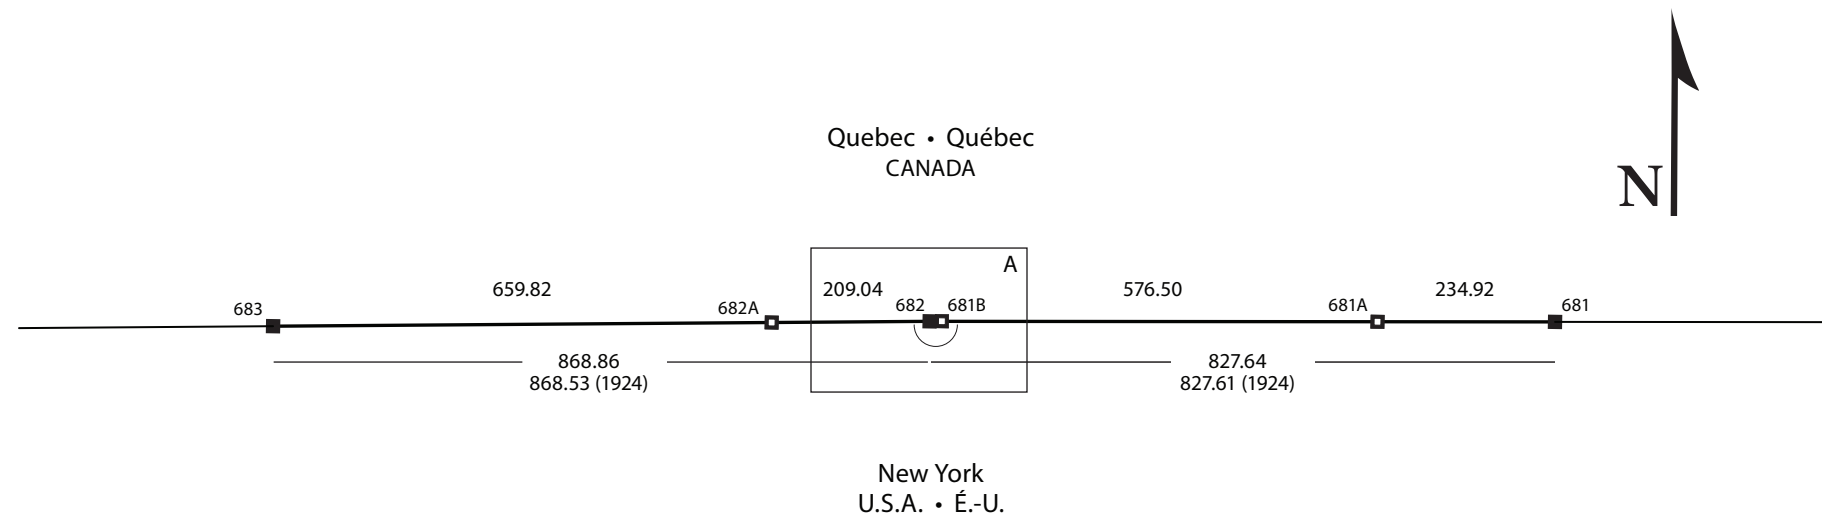 Quebec • Québec
CANADA
N
A
659.82
209.04
576.50
234.92
683
682A
682
681B
681A
681
868.86
868.53 (1924)
827.64
827.61 (1924)
New York
U.S.A. • É.-U.